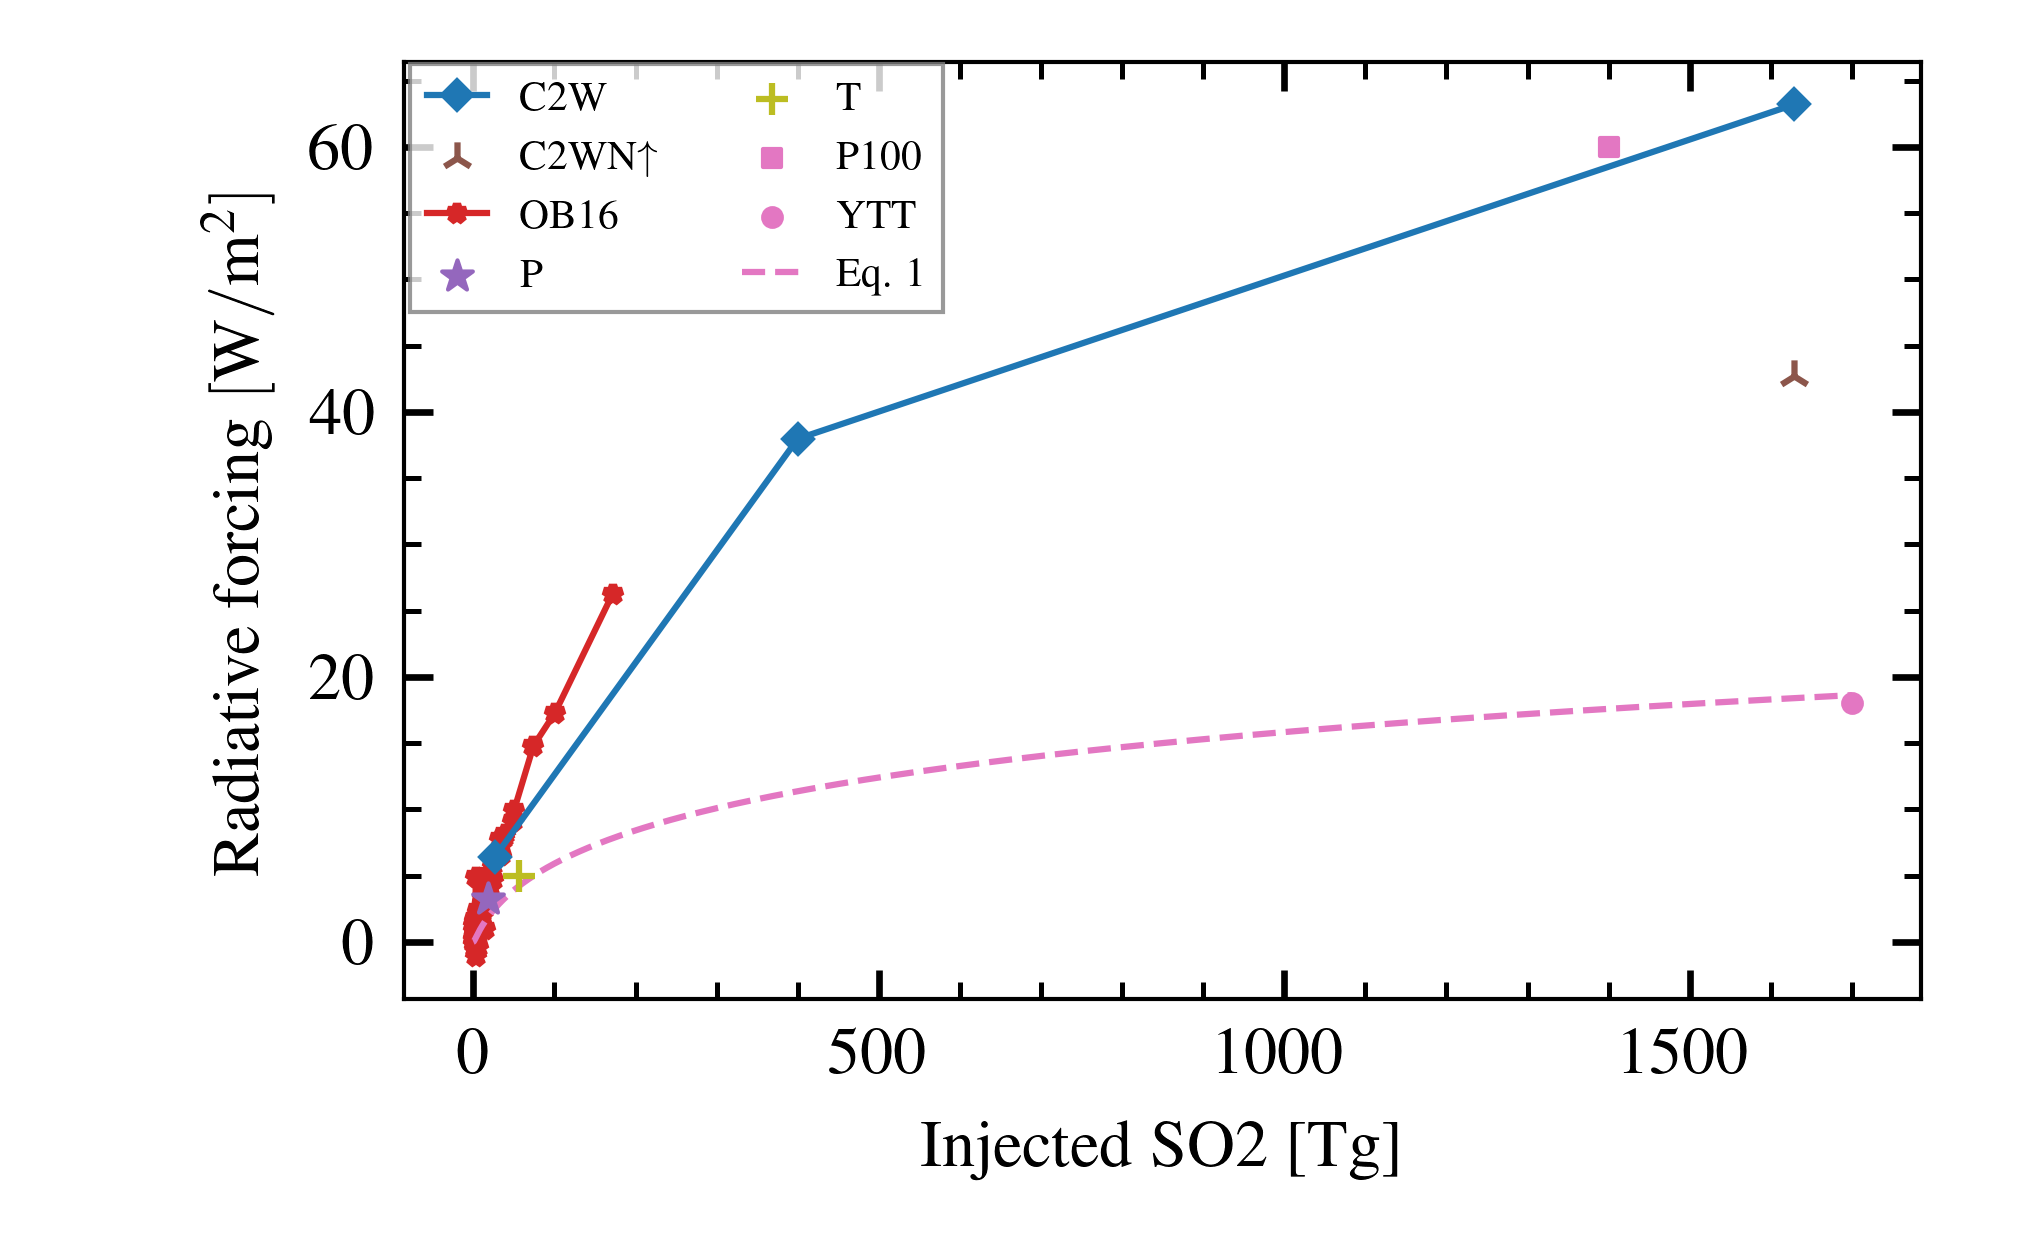 C2W
C2WN↑
OB16
P
T
P100
YTT
Eq. 1
Radiative forcing [W/m²]
60
40
20
0
0 500 1000 1500
Injected SO2 [Tg]